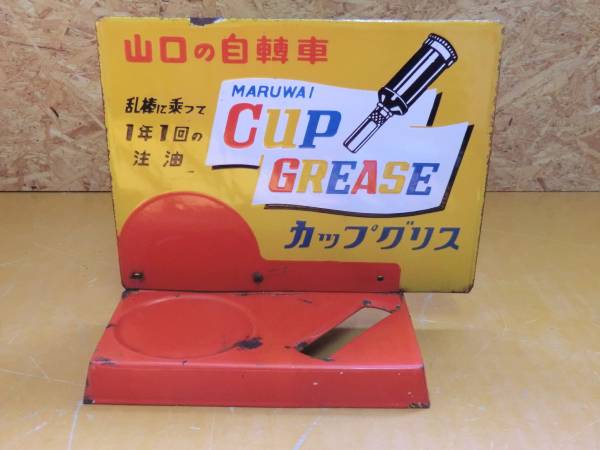 山口の自轉車
乱棒に乗つて
1年1回の
注油
MARUWAI
CUP
GREASE
カップグリス